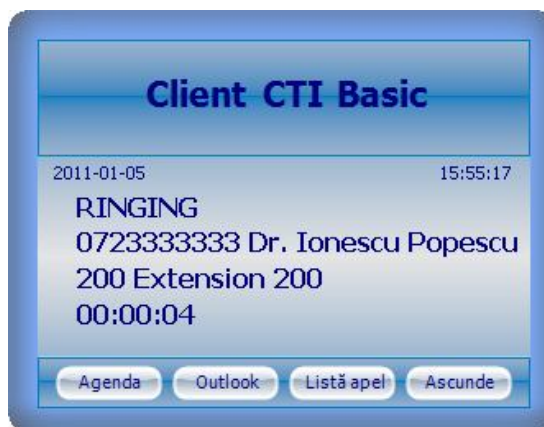 Client CTI Basic
2011-01-05 15:55:17
RINGING
0723333333 Dr. Ionescu Popescu
200 Extension 200
00:00:04
Agenda Outlook Listă apel Ascunde